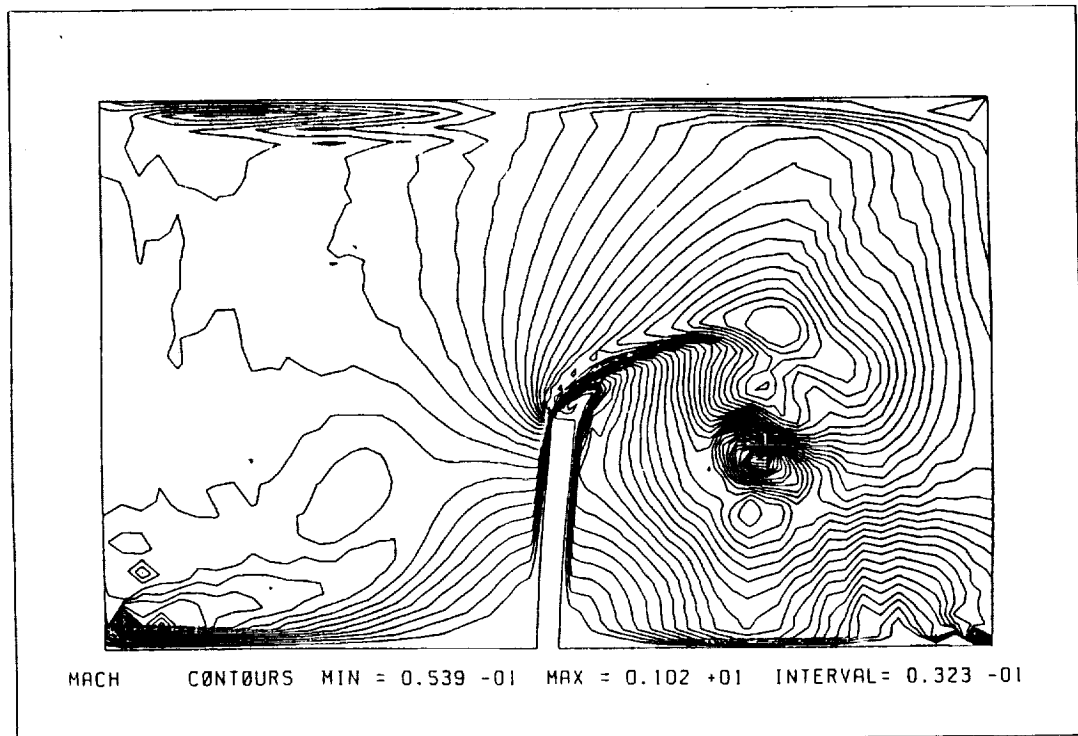 MACH CØNTØURS MIN = 0.539 -01 MAX = 0.102 +01 INTERVAL= 0.323 -01